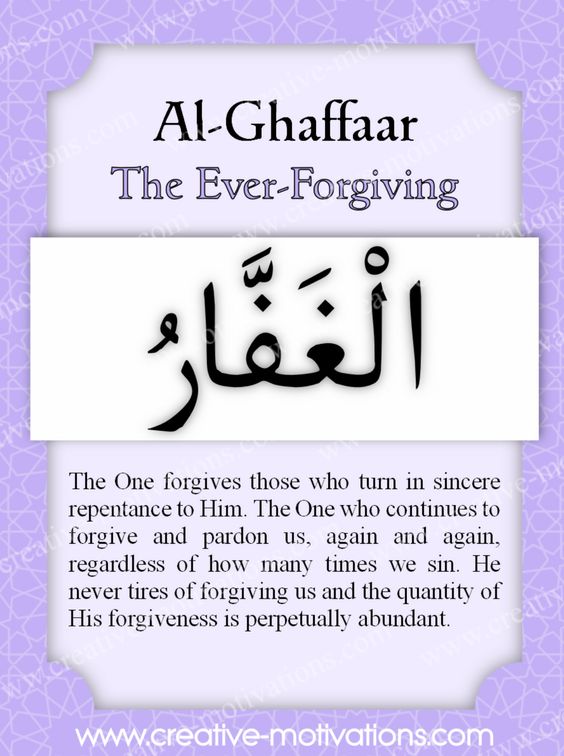 Al-Ghaffaar
The Ever-Forgiving
الْغَفَّارُ
The One forgives those who turn in sincere
repentance to Him. The One who continues to
forgive and pardon us, again and again,
regardless of how many times we sin. He
never tires of forgiving us and the quantity of
His forgiveness is perpetually abundant.
www.creative-motivations.com